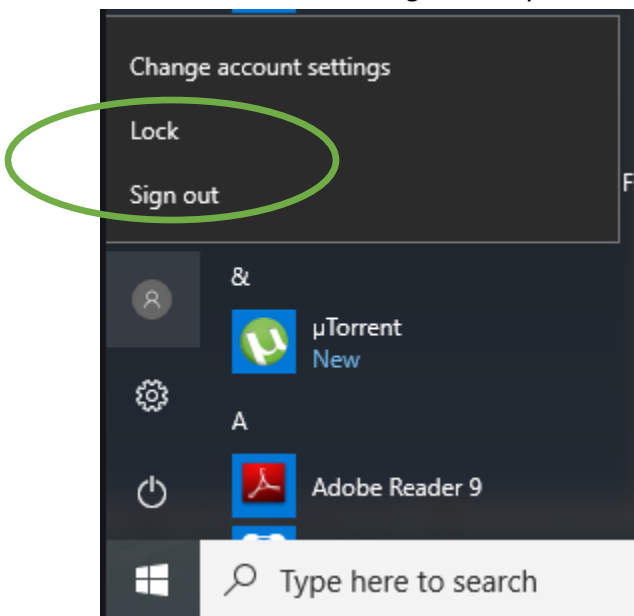 Change account settings
Lock
Sign out
F
&
µTorrent
New
A
Adobe Reader 9
Type here to search